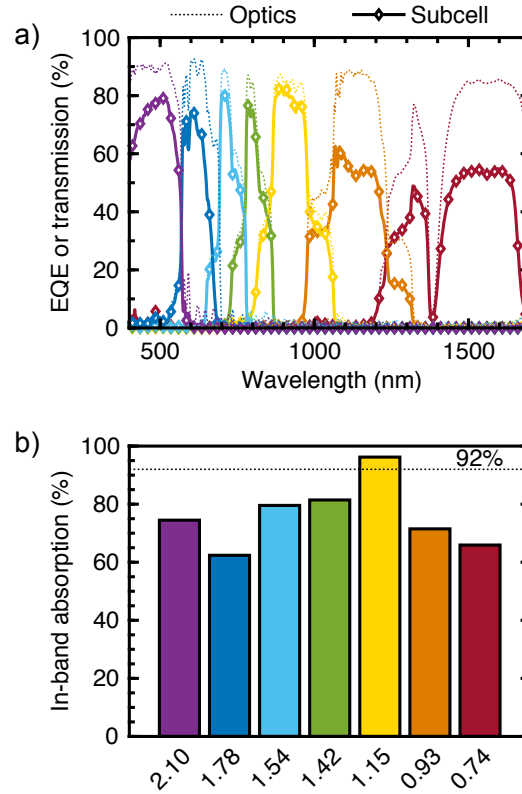 Optics Subcell
a)
100
80
60
40
20
0
EQE or transmission (%)
500 1000 1500
Wavelength (nm)
b)
100
92%
80
60
40
20
0
In-band absorption (%)
2.10 1.78 1.54 1.42 1.15 0.93 0.74